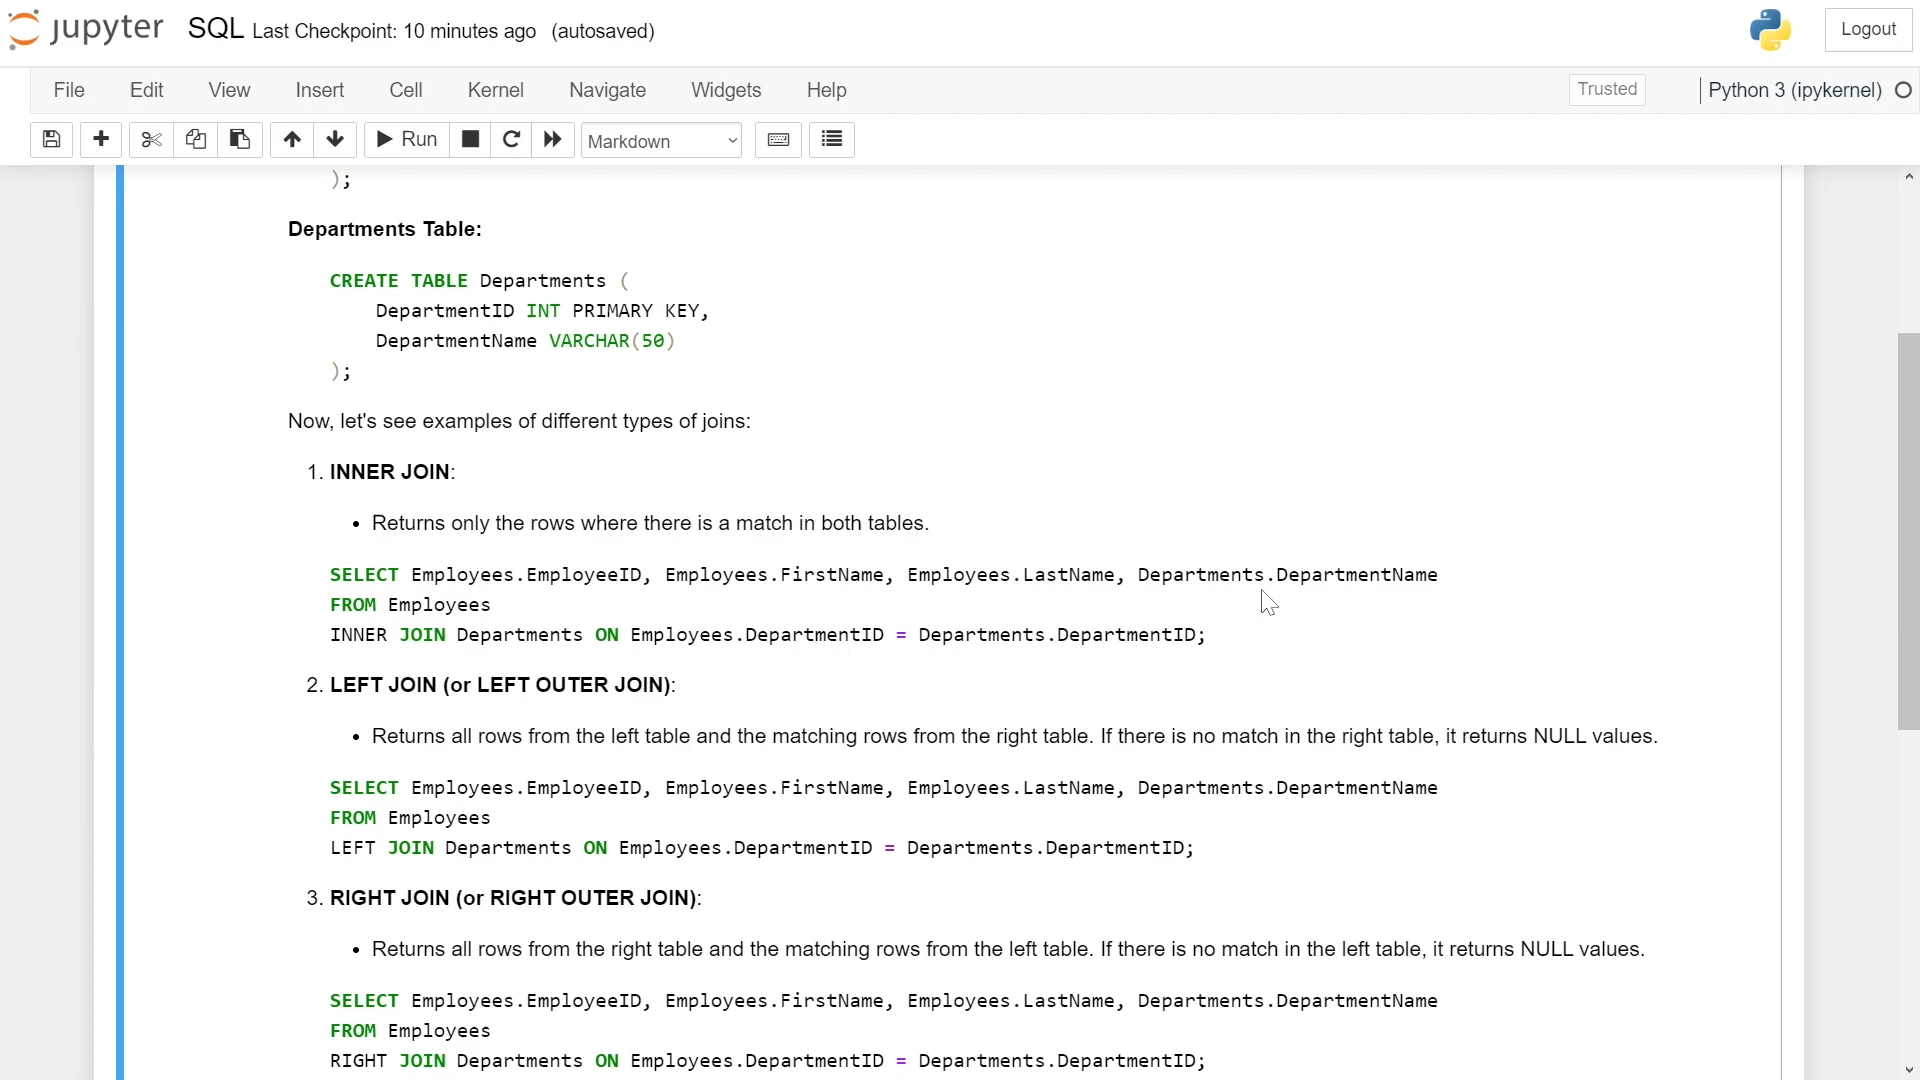 jupyter SQL Last Checkpoint: 10 minutes ago (autosaved)
Logout
File Edit View Insert Cell Kernel Navigate Widgets Help
Trusted
Python 3 (ipykernel)
Run
Markdown
);
Departments Table:
CREATE TABLE Departments (
DepartmentID INT PRIMARY KEY,
DepartmentName VARCHAR(50)
);
Now, let's see examples of different types of joins:
1. INNER JOIN:
• Returns only the rows where there is a match in both tables.
SELECT Employees.EmployeeID, Employees.FirstName, Employees.LastName, Departments.DepartmentName
FROM Employees
INNER JOIN Departments ON Employees.DepartmentID = Departments.DepartmentID;
2. LEFT JOIN (or LEFT OUTER JOIN):
• Returns all rows from the left table and the matching rows from the right table. If there is no match in the right table, it returns NULL values.
SELECT Employees.EmployeeID, Employees.FirstName, Employees.LastName, Departments.DepartmentName
FROM Employees
LEFT JOIN Departments ON Employees.DepartmentID = Departments.DepartmentID;
3. RIGHT JOIN (or RIGHT OUTER JOIN):
• Returns all rows from the right table and the matching rows from the left table. If there is no match in the left table, it returns NULL values.
SELECT Employees.EmployeeID, Employees.FirstName, Employees.LastName, Departments.DepartmentName
FROM Employees
RIGHT JOIN Departments ON Employees.DepartmentID = Departments.DepartmentID;